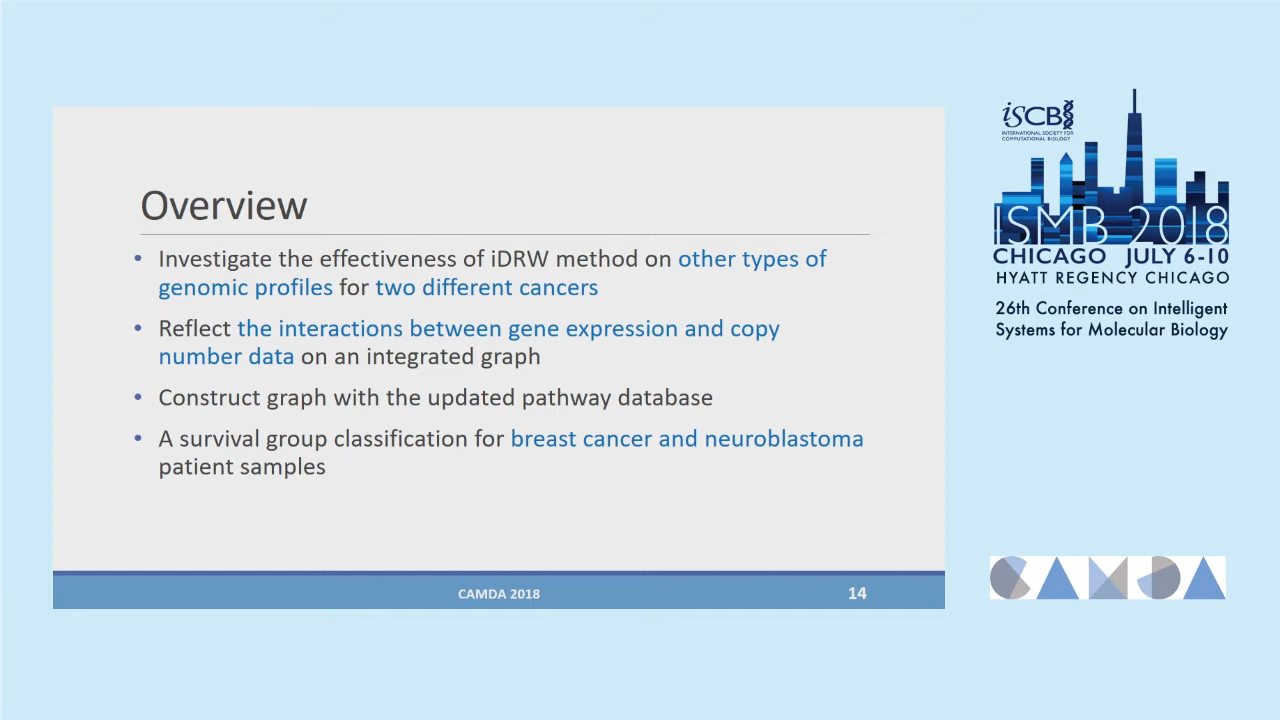 Overview
• Investigate the effectiveness of iDRW method on other types of
genomic profiles for two different cancers
• Reflect the interactions between gene expression and copy
number data on an integrated graph
• Construct graph with the updated pathway database
• A survival group classification for breast cancer and neuroblastoma
patient samples
CAMDA 2018
14
iSCB
INTERNATIONAL SOCIETY FOR
COMPUTATIONAL BIOLOGY
ISMB 2018
CHICAGO JULY 6-10
HYATT REGENCY CHICAGO
26th Conference on Intelligent
Systems for Molecular Biology
CAMDA